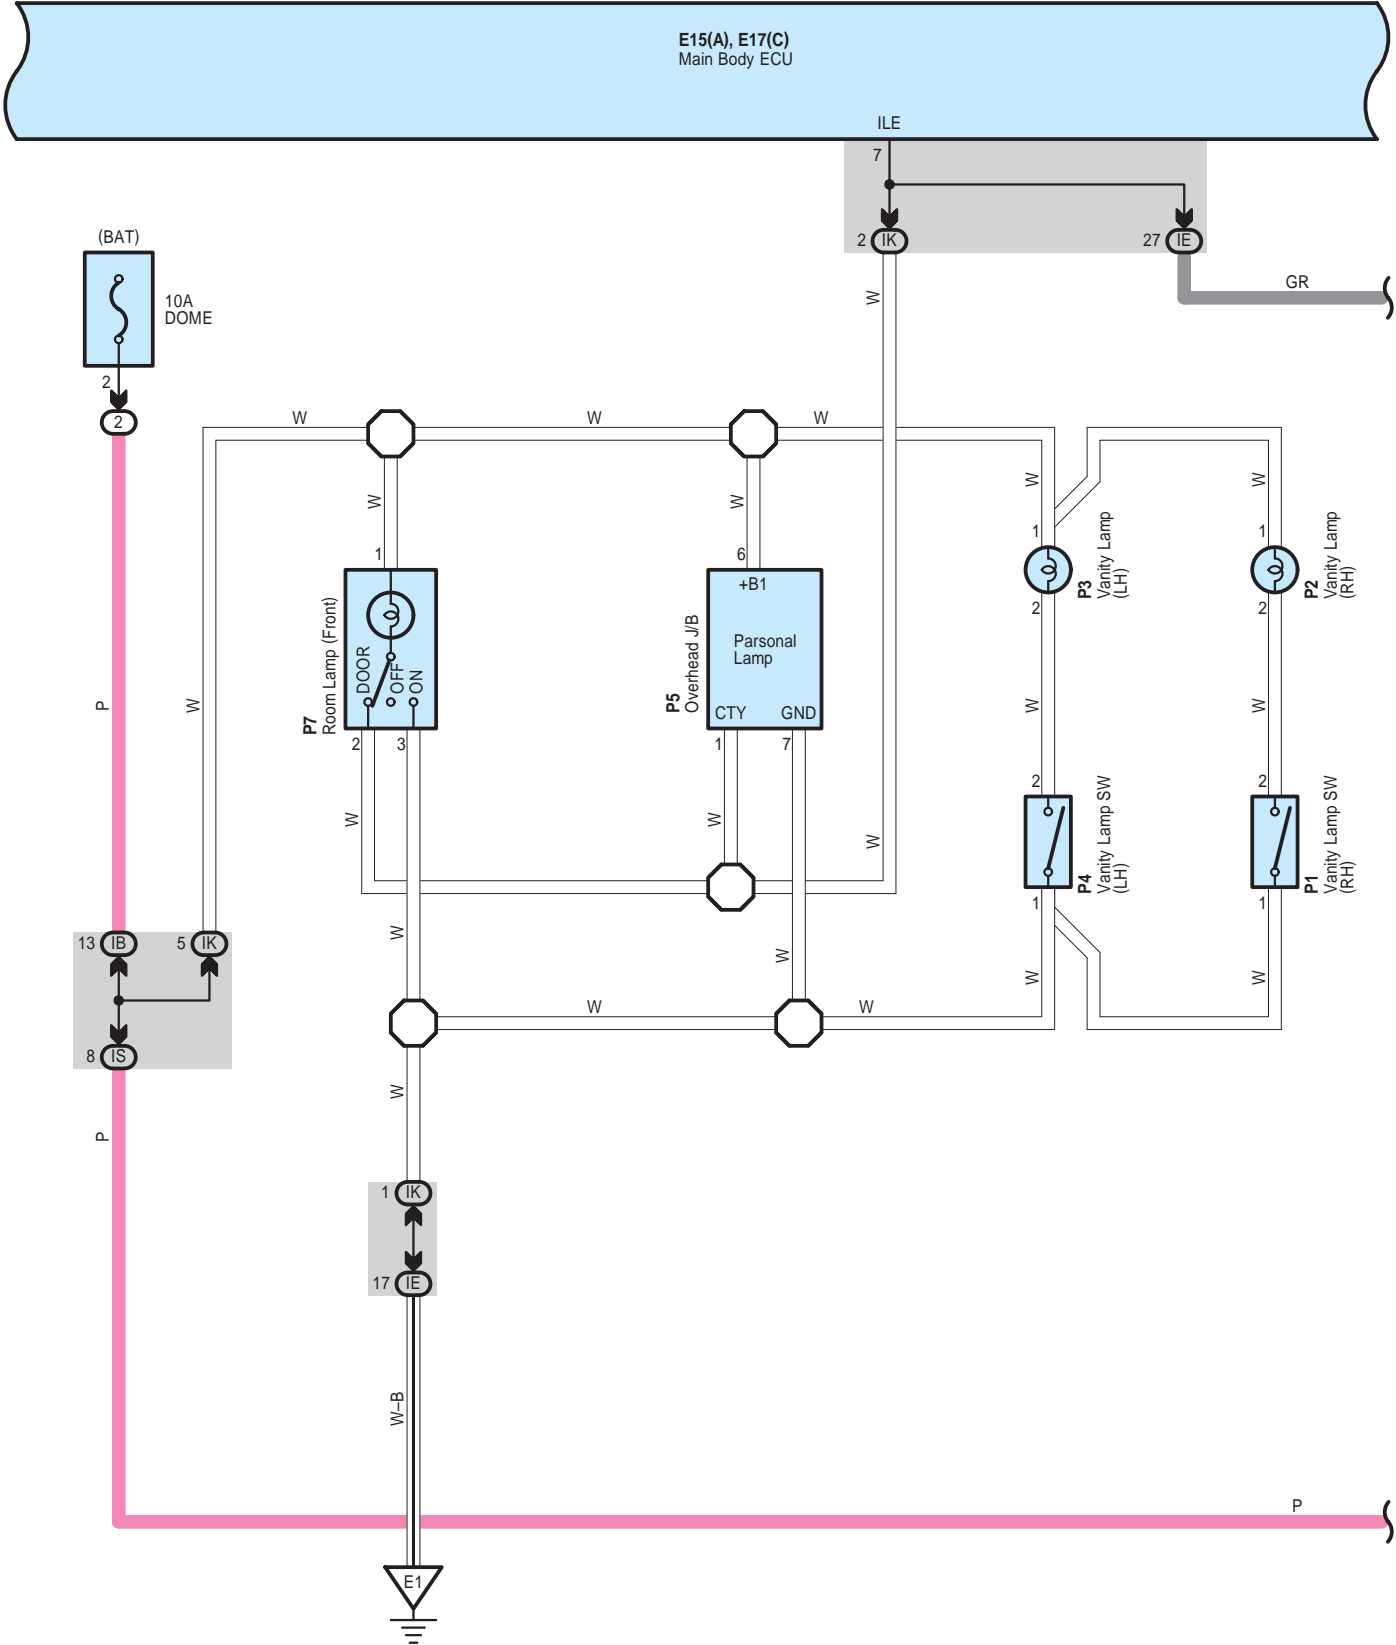 E15(A), E17(C)
Main Body ECU
ILE
7
2 IK
27 IE
W
GR
(BAT)
10A
DOME
2
2
W
W
W
W
W
W
W
1
6
1
1
P7
Room Lamp (Front)
DOOR
OFF
ON
P5
Overhead J/B
+B1
Parsonal
Lamp
CTY
GND
P3
Vanity Lamp
(LH)
2
P2
Vanity Lamp
(RH)
2
P
W
W
W
2
3
1
7
2
2
W
W
W
P4
Vanity Lamp SW
(LH)
1
P1
Vanity Lamp SW
(RH)
1
13 IB
5 IK
W
W
W
W
W
W
8 IS
W
P
1 IK
17 IE
W–B
P
E1